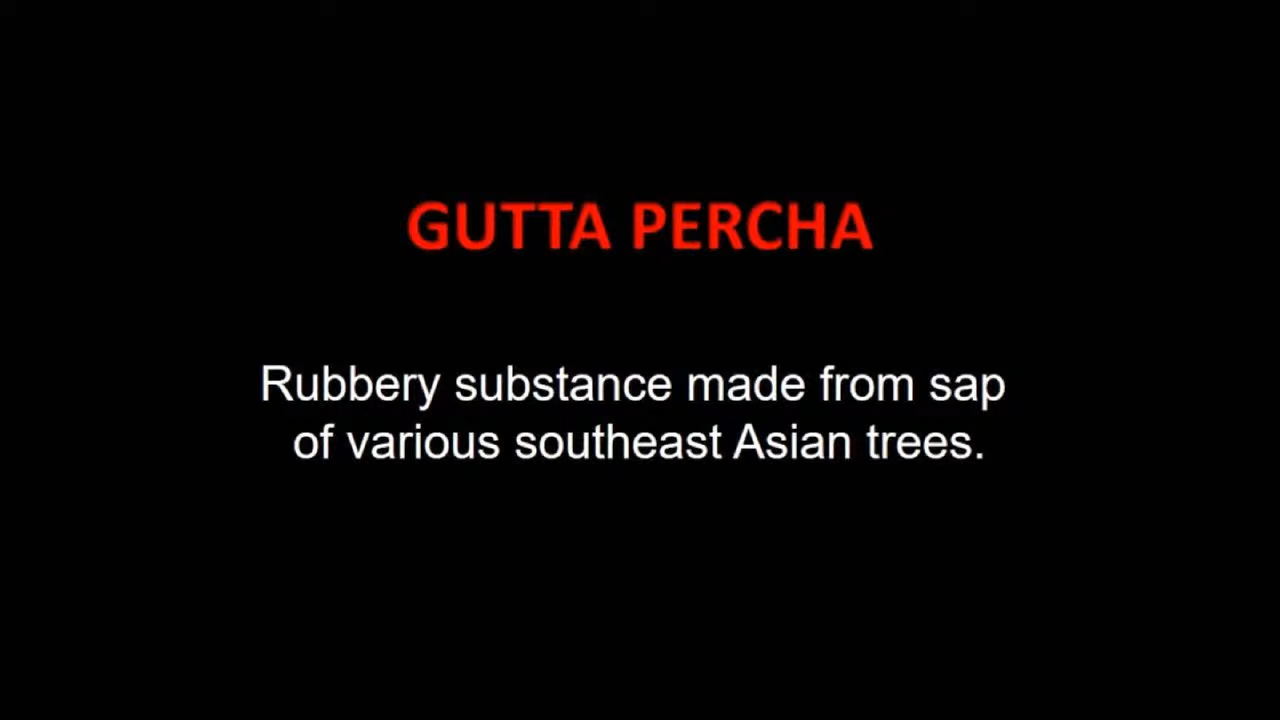 GUTTA PERCHA
Rubbery substance made from sap
of various southeast Asian trees.